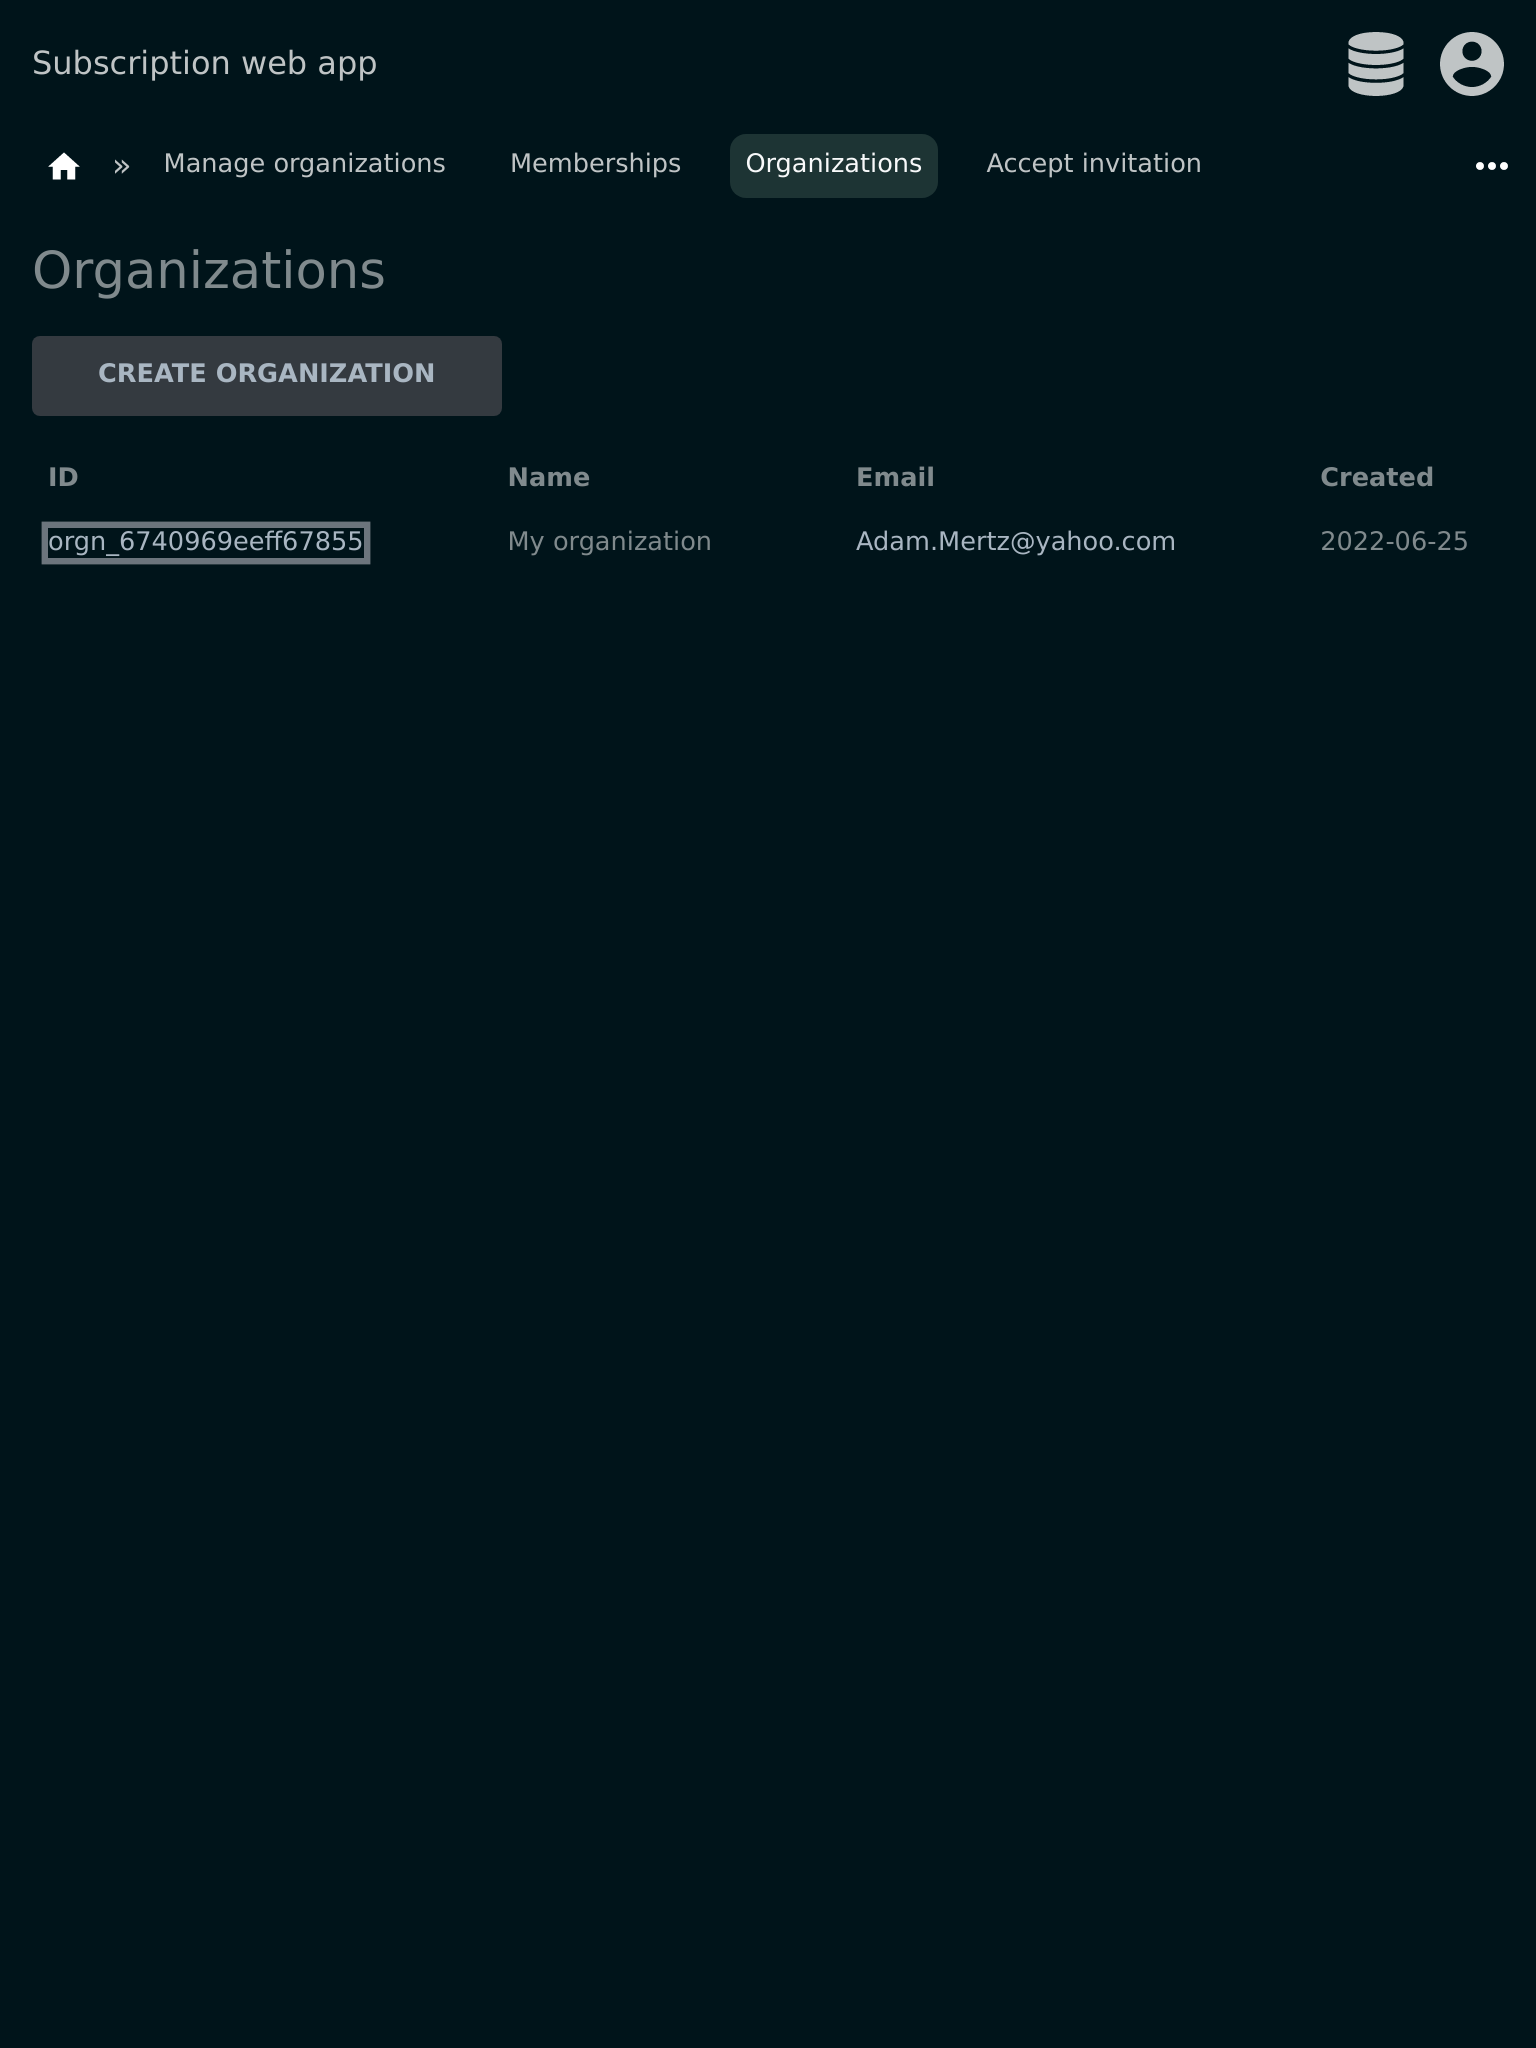 Subscription web app
» Manage organizations Memberships Organizations Accept invitation
Organizations
CREATE ORGANIZATION
ID Name Email Created
orgn_6740969eeff67855 My organization Adam.Mertz@yahoo.com 2022-06-25